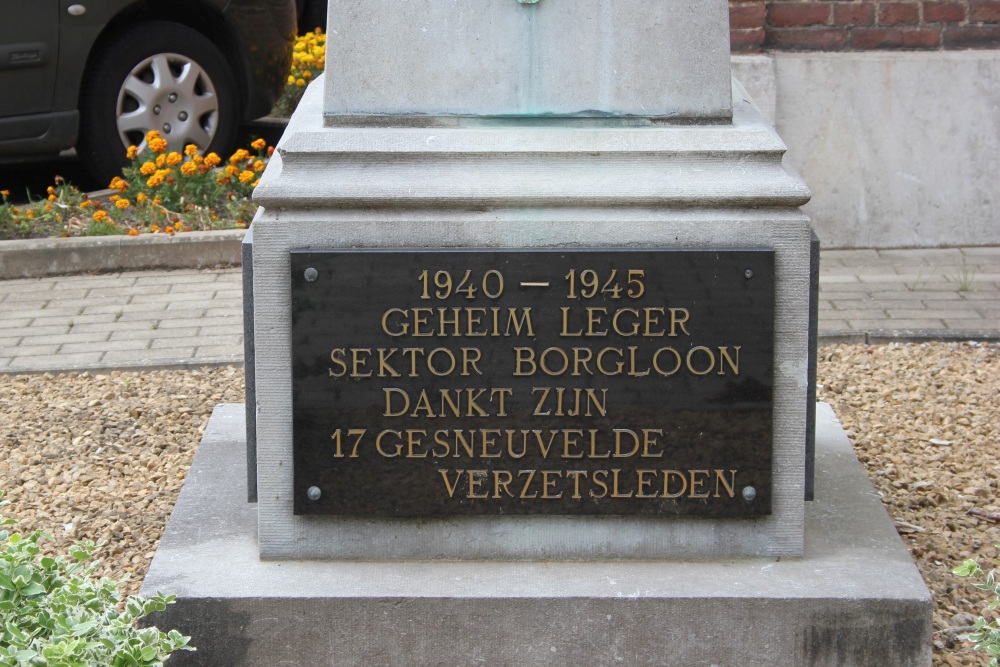 1940 — 1945
GEHEIM LEGER
SEKTOR BORGLOON
DANKT ZIJN
17 GESNEUVELDE
VERZETSLEDEN